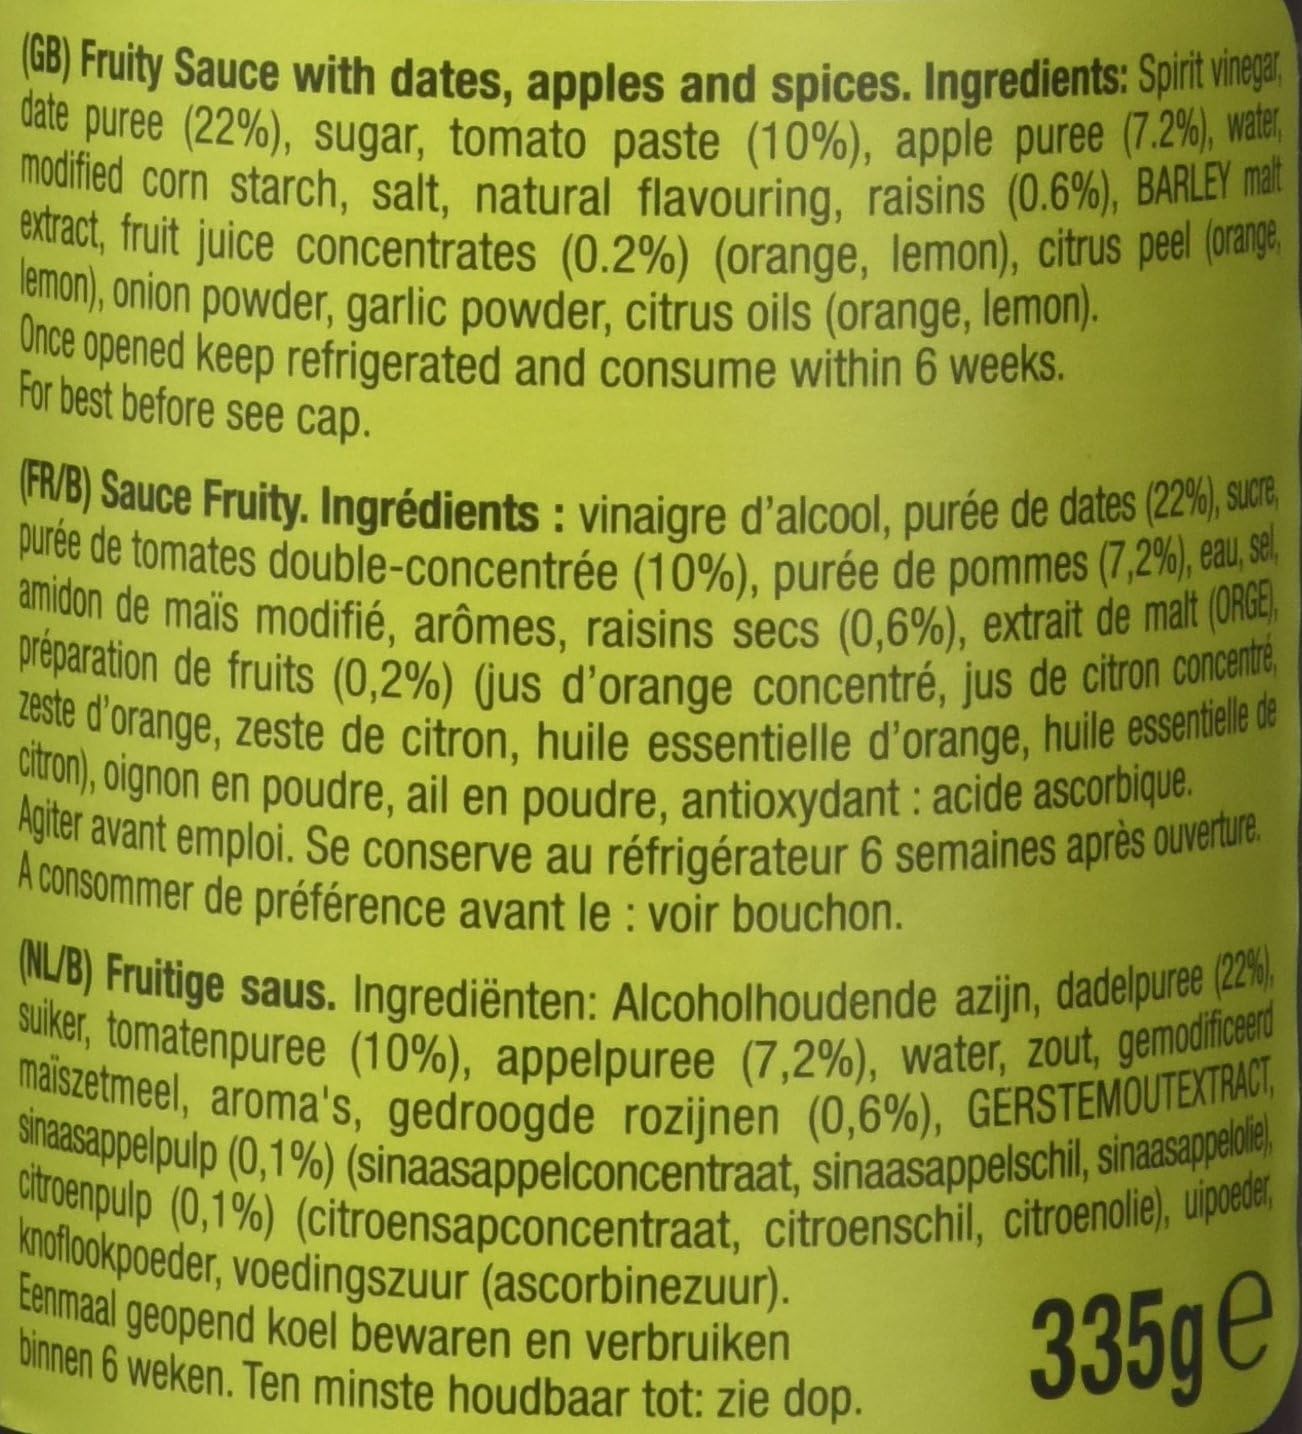 (GB) Fruity Sauce with dates, apples and spices. Ingredients: Spirit vinegar,
date puree (22%), sugar, tomato paste (10%), apple puree (7.2%), water,
modified corn starch, salt, natural flavouring, raisins (0.6%), BARLEY malt
extract, fruit juice concentrates (0.2%) (orange, lemon), citrus peel (orange,
lemon), onion powder, garlic powder, citrus oils (orange, lemon).
Once opened keep refrigerated and consume within 6 weeks.
For best before see cap.
(FR/B) Sauce Fruity. Ingrédients : vinaigre d'alcool, purée de dates (22%), sucre,
purée de tomates double-concentrée (10%), purée de pommes (7,2%), eau, sel,
amidon de maïs modifié, arômes, raisins secs (0,6%), extrait de malt (ORGE),
préparation de fruits (0,2%) (jus d'orange concentré, jus de citron concentré,
zeste d'orange, zeste de citron, huile essentielle d'orange, huile essentielle de
citron), oignon en poudre, ail en poudre, antioxydant : acide ascorbique.
Agiter avant emploi. Se conserve au réfrigérateur 6 semaines après ouverture.
A consommer de préférence avant le : voir bouchon.
(NL/B) Fruitige saus. Ingrediënten: Alcoholhoudende azijn, dadelpuree (22%),
suiker, tomatenpuree (10%), appelpuree (7,2%), water, zout, gemodificeerd
maïszetmeel, aroma's, gedroogde rozijnen (0,6%), GERSTEMOUTEXTRACT,
sinaasappelpulp (0,1%) (sinaasappelconcentraat, sinaasappelschil, sinaasappelolie),
citroenpulp (0,1%) (citroensapconcentraat, citroenschil, citroenolie), uipoeder,
knoflookpoeder, voedingszuur (ascorbinezuur).
Eenmaal geopend koel bewaren en verbruiken
binnen 6 weken. Ten minste houdbaar tot: zie dop.
335g e